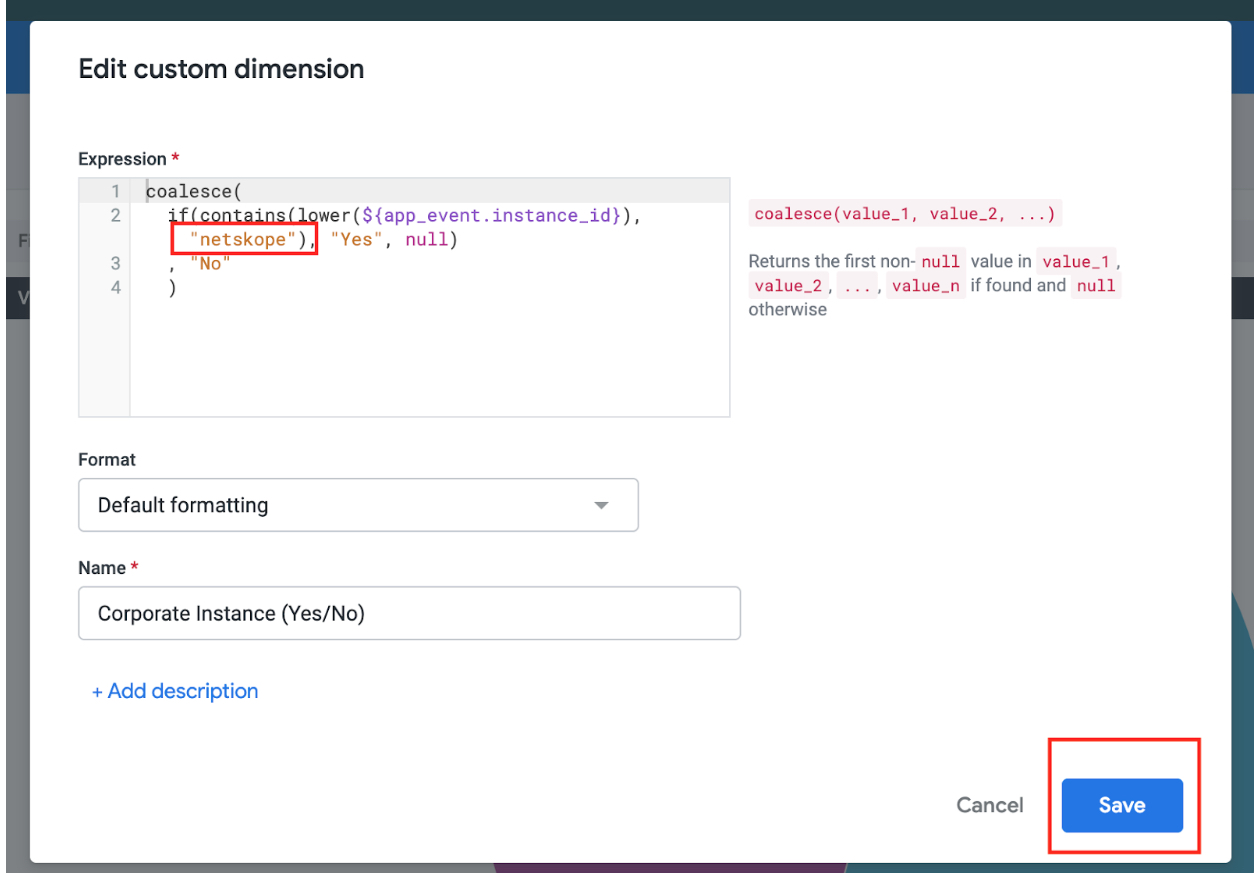 Edit custom dimension
Expression *
1 coalesce(
2 if(contains(lower(${app_event.instance_id}),
"netskope"), "Yes", null)
3 , "No"
4 )
coalesce(value_1, value_2, ...)
Returns the first non-null value in value_1,
value_2, ..., value_n if found and null
otherwise
Format
Default formatting
Name *
Corporate Instance (Yes/No)
+ Add description
Cancel
Save